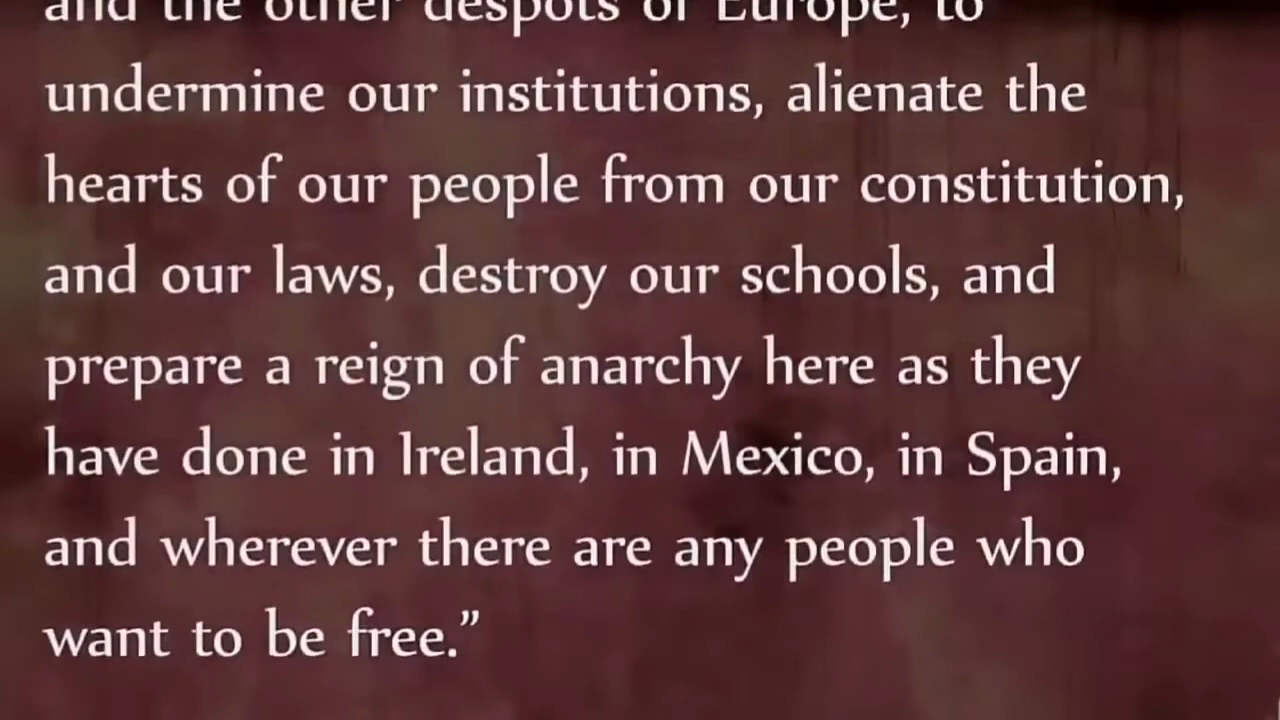 and the other despots of Europe, to
undermine our institutions, alienate the
hearts of our people from our constitution,
and our laws, destroy our schools, and
prepare a reign of anarchy here as they
have done in Ireland, in Mexico, in Spain,
and wherever there are any people who
want to be free.”